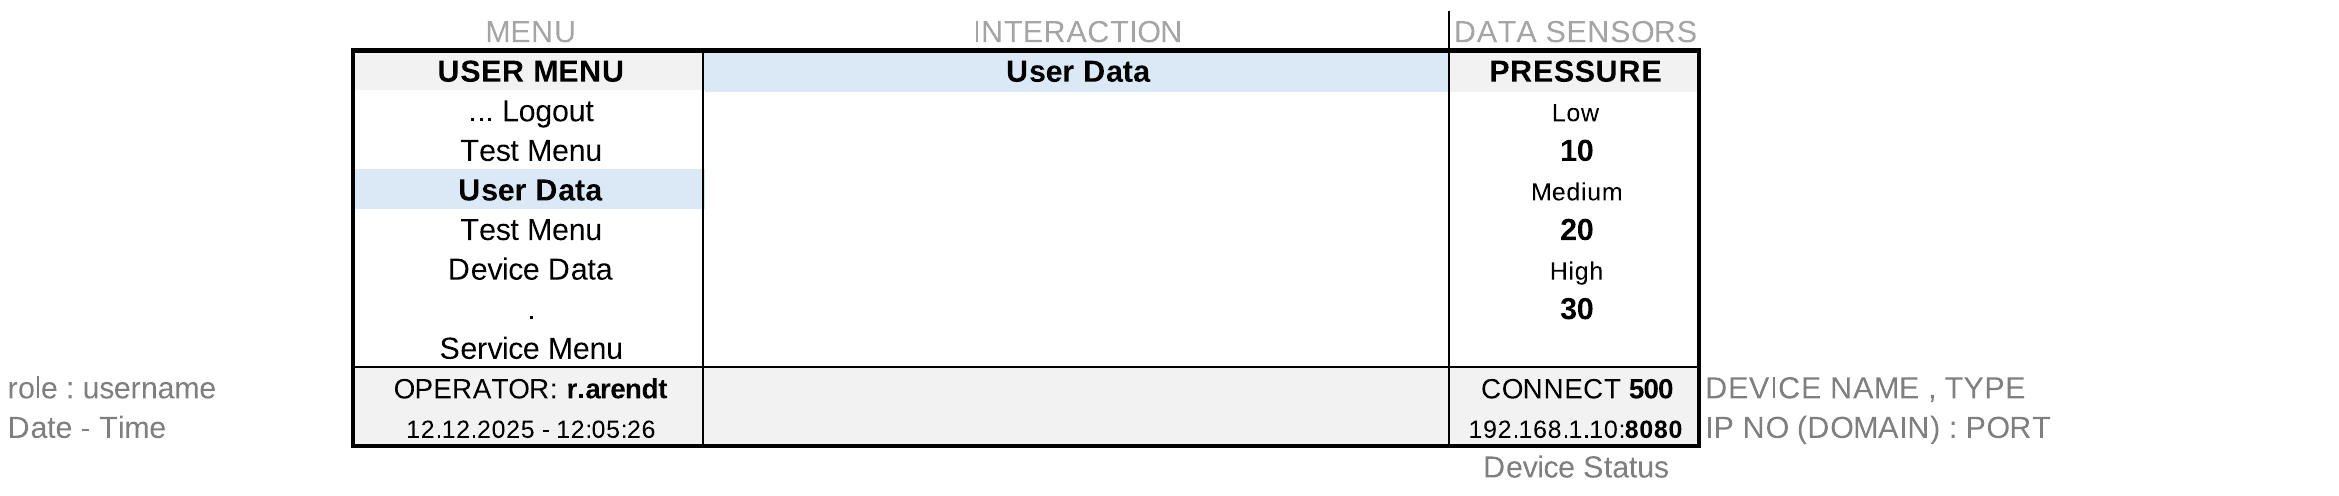 MENU INTERACTION DATA SENSORS
USER MENU User Data PRESSURE
... Logout Low
Test Menu 10
User Data Medium
Test Menu 20
Device Data High
. 30
Service Menu
role : username OPERATOR: r.arendt CONNECT 500 DEVICE NAME , TYPE
Date - Time 12.12.2025 - 12:05:26 192.168.1.10:8080 IP NO (DOMAIN) : PORT
Device Status